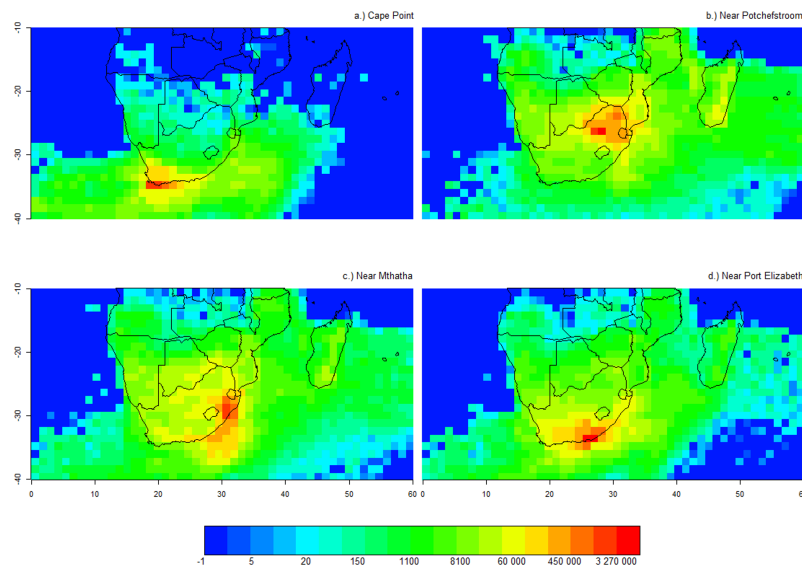 a.) Cape Point
b.) Near Potchefstroom
-10
-20
-30
-40
c.) Near Mthatha
d.) Near Port Elizabeth
-10
-20
-30
-40
0 10 20 30 40 50 60 0 10 20 30 40 50 60
-1 5 20 150 1100 8100 60 000 450 000 3 270 000